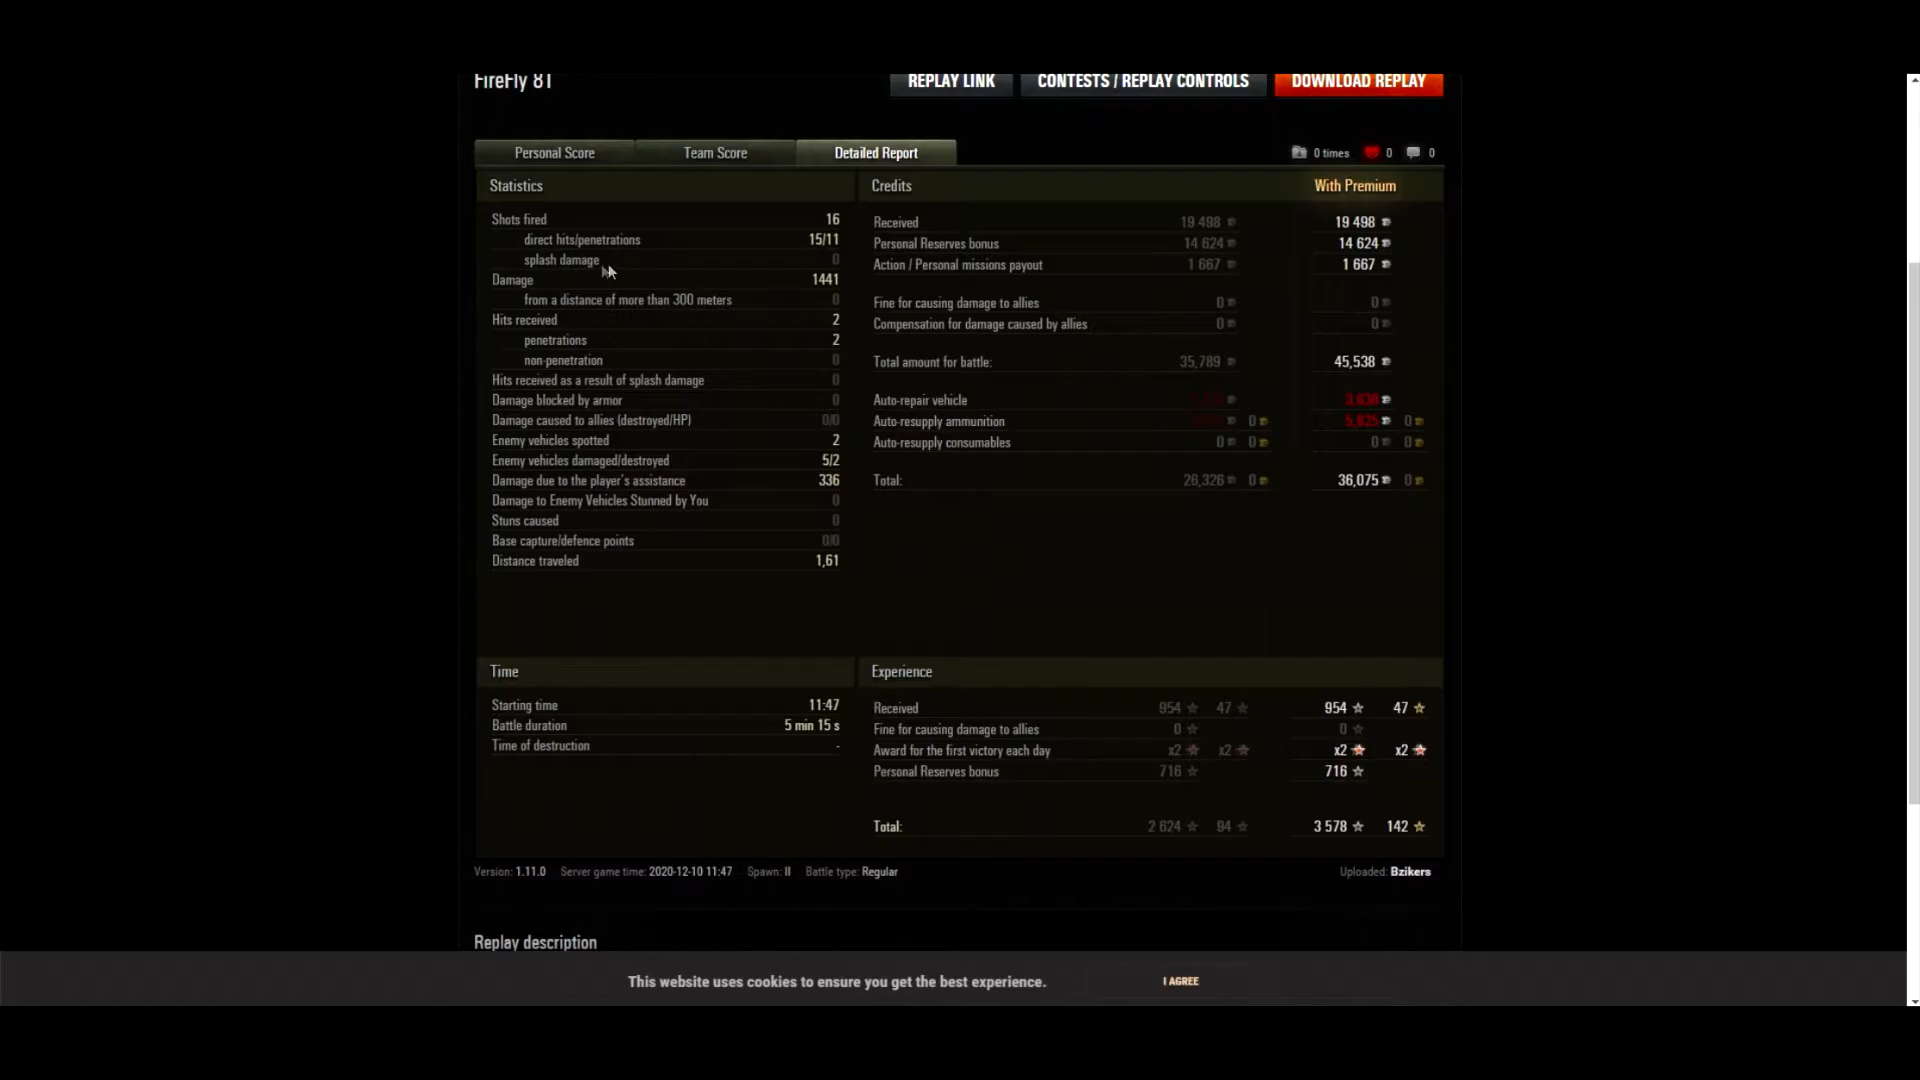 FireFly 81
REPLAY LINK
CONTESTS / REPLAY CONTROLS
DOWNLOAD REPLAY
Personal Score
Team Score
Detailed Report
0 times
0
0
Statistics
Shots fired 16
direct hits/penetrations 15/11
splash damage 0
Damage 1441
from a distance of more than 300 meters 0
Hits received 2
penetrations 2
non-penetration 0
Hits received as a result of splash damage 0
Damage blocked by armor 0
Damage caused to allies (destroyed/HP) 0/0
Enemy vehicles spotted 2
Enemy vehicles damaged/destroyed 5/2
Damage due to the player's assistance 336
Damage to Enemy Vehicles Stunned by You 0
Stuns caused 0
Base capture/defence points 0/0
Distance traveled 1,61
Credits With Premium
Received 19 498 19 498
Personal Reserves bonus 14 624 14 624
Action / Personal missions payout 1 667 1 667
Fine for causing damage to allies 0 0
Compensation for damage caused by allies 0 0
Total amount for battle: 35,789 45,538
Auto-repair vehicle 3,638
Auto-resupply ammunition 0 5,825 0
Auto-resupply consumables 0 0 0 0
Total: 26,326 0 36,075 0
Time
Starting time 11:47
Battle duration 5 min 15 s
Time of destruction -
Experience
Received 954 47 954 47
Fine for causing damage to allies 0 0
Award for the first victory each day x2 x2 x2 x2
Personal Reserves bonus 716 716
Total: 2 624 94 3 578 142
Version: 1.11.0 Server game time: 2020-12-10 11:47 Spawn: II Battle type: Regular
Uploaded: Bzikers
Replay description
This website uses cookies to ensure you get the best experience.
I AGREE